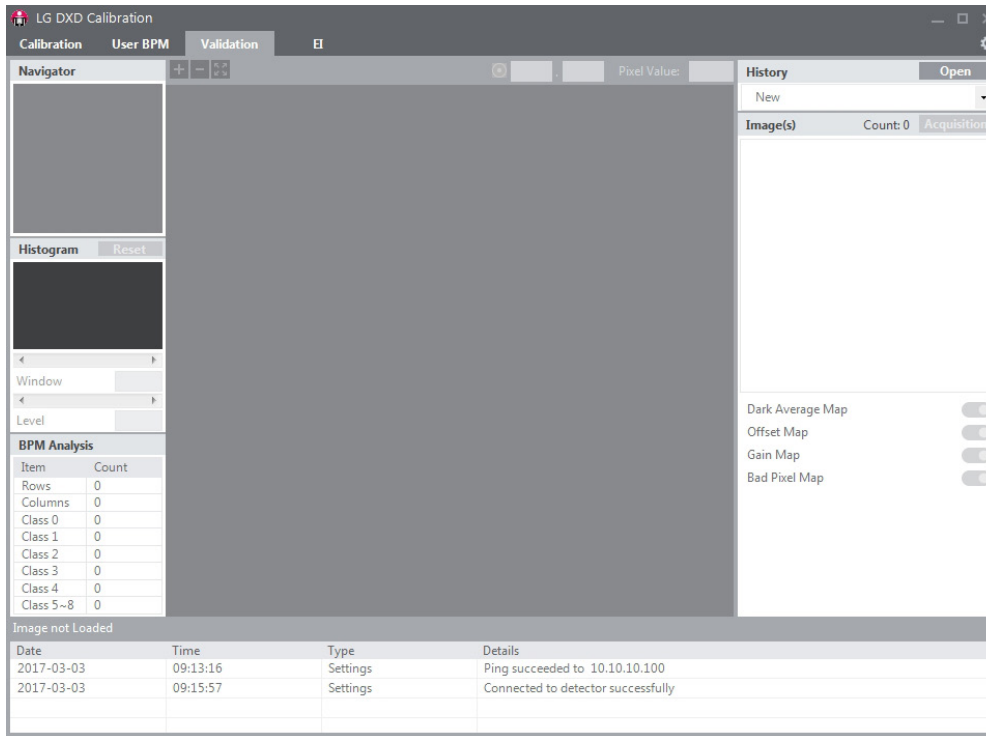 LG DXD Calibration
Calibration User BPM Validation EI
Navigator
Pixel Value:
Histogram Reset
Window
Level
BPM Analysis
Item Count
Rows 0
Columns 0
Class 0 0
Class 1 0
Class 2 0
Class 3 0
Class 4 0
Class 5~8 0
History Open
New
Image(s) Count: 0 Acquisition
Dark Average Map
Offset Map
Gain Map
Bad Pixel Map
Image not Loaded
Date Time Type Details
2017-03-03 09:13:16 Settings Ping succeeded to 10.10.10.100
2017-03-03 09:15:57 Settings Connected to detector successfully